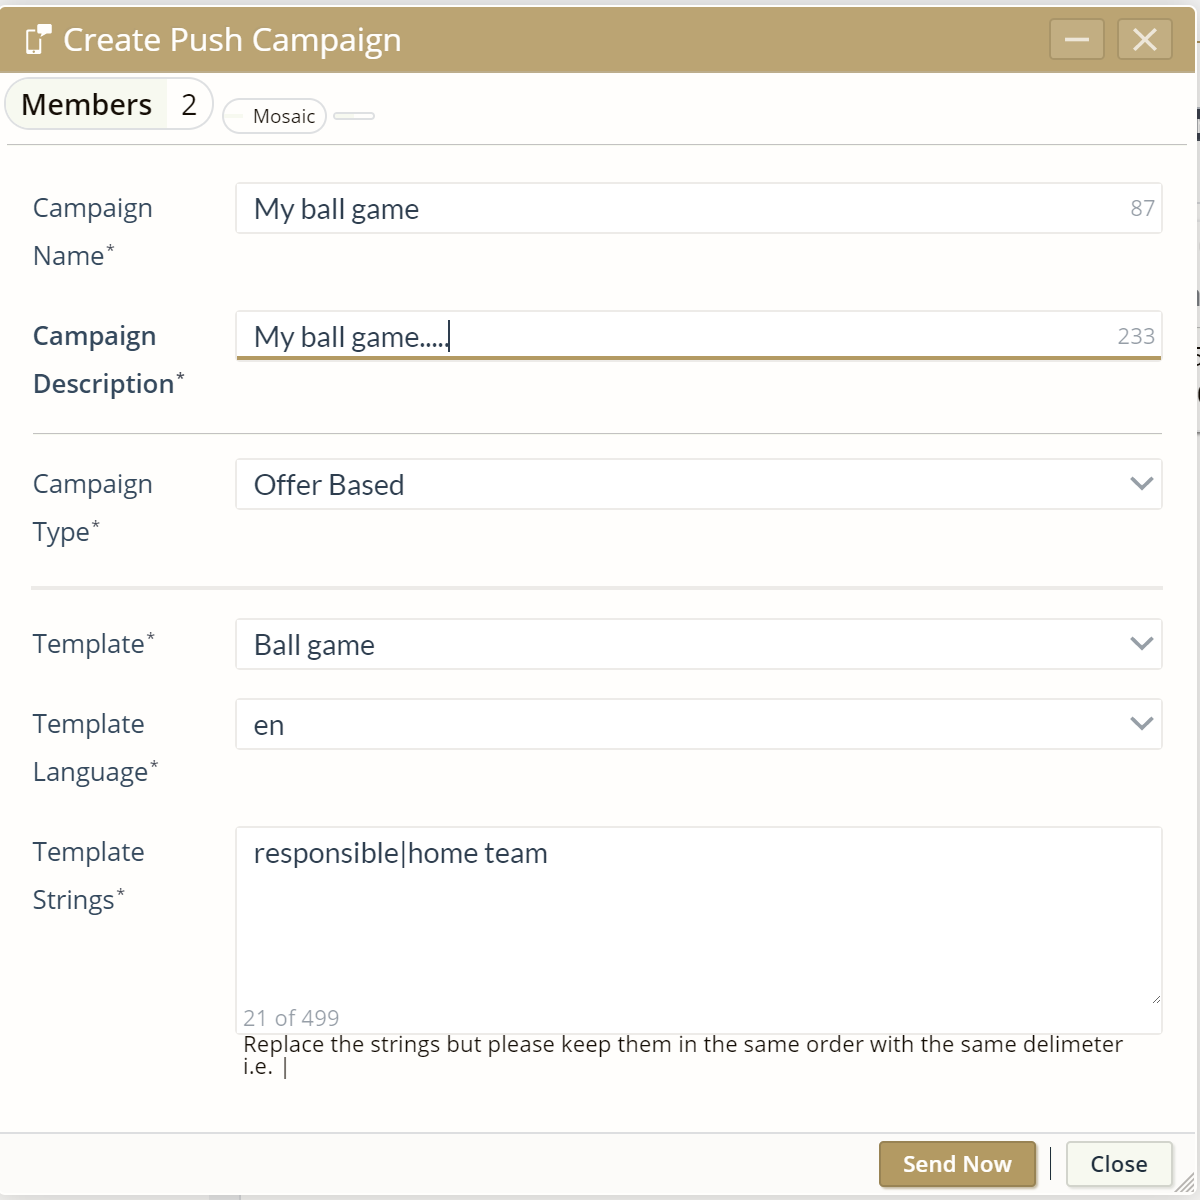 Create Push Campaign
Members 2
Mosaic
Campaign Name*
My ball game 87
Campaign Description*
My ball game..... 233
Campaign Type*
Offer Based
Template*
Ball game
Template Language*
en
Template Strings*
responsible|home team
21 of 499
Replace the strings but please keep them in the same order with the same delimeter
i.e. |
Send Now | Close